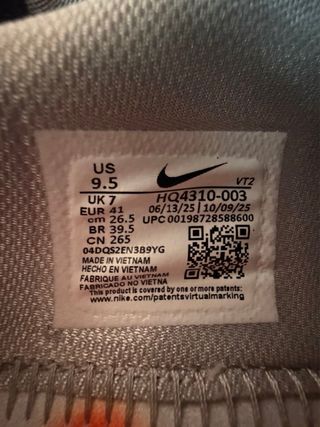 US
9.5
VT2
UK 7
HQ4310-003
EUR 41
06/13/25 | 10/09/25
cm 26.5
UPC 00198728588600
BR 39.5
CN 265
04DQS2EN3B9YG
MADE IN VIETNAM
HECHO EN VIETNAM
FABRIQUE AU VIETNAM
FABRICADO NO VIETNA
This product is covered by one or more patents:
www.nike.com/patentsvirtualmarking